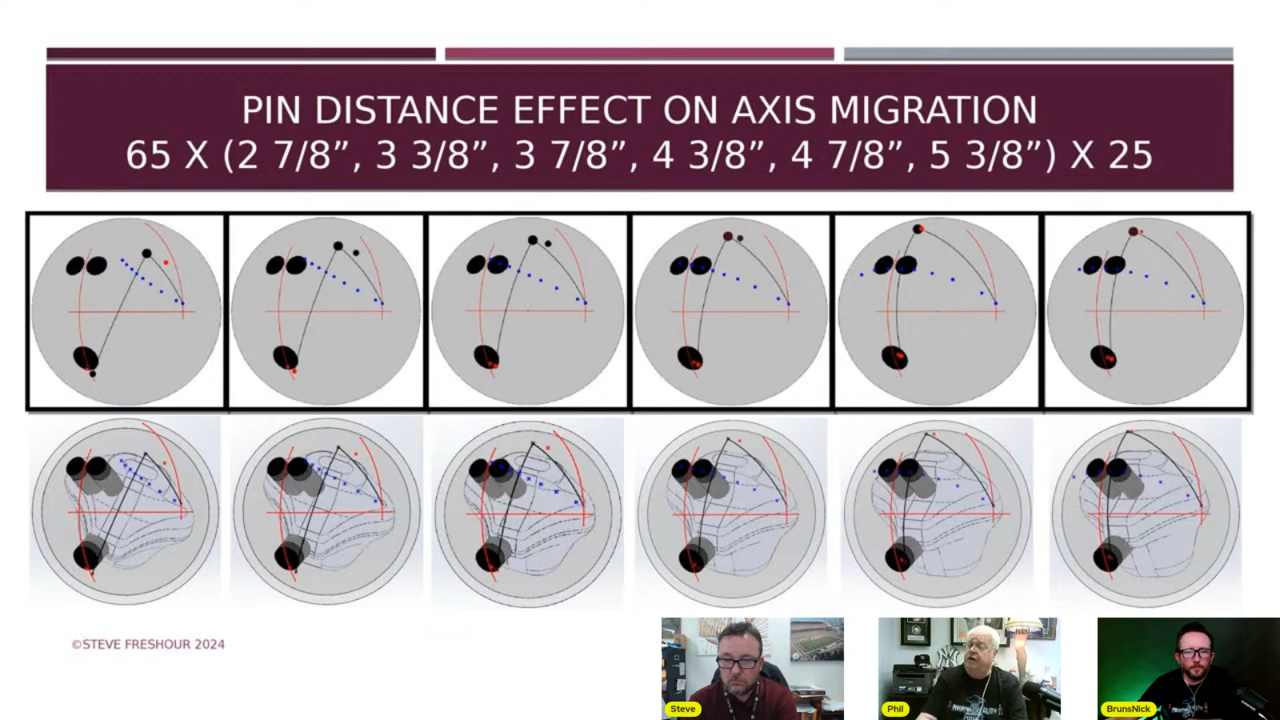 PIN DISTANCE EFFECT ON AXIS MIGRATION
65 X (2 7/8”, 3 3/8”, 3 7/8”, 4 3/8”, 4 7/8”, 5 3/8”) X 25
©STEVE FRESHOUR 2024
Steve
Phil
BrunsNick